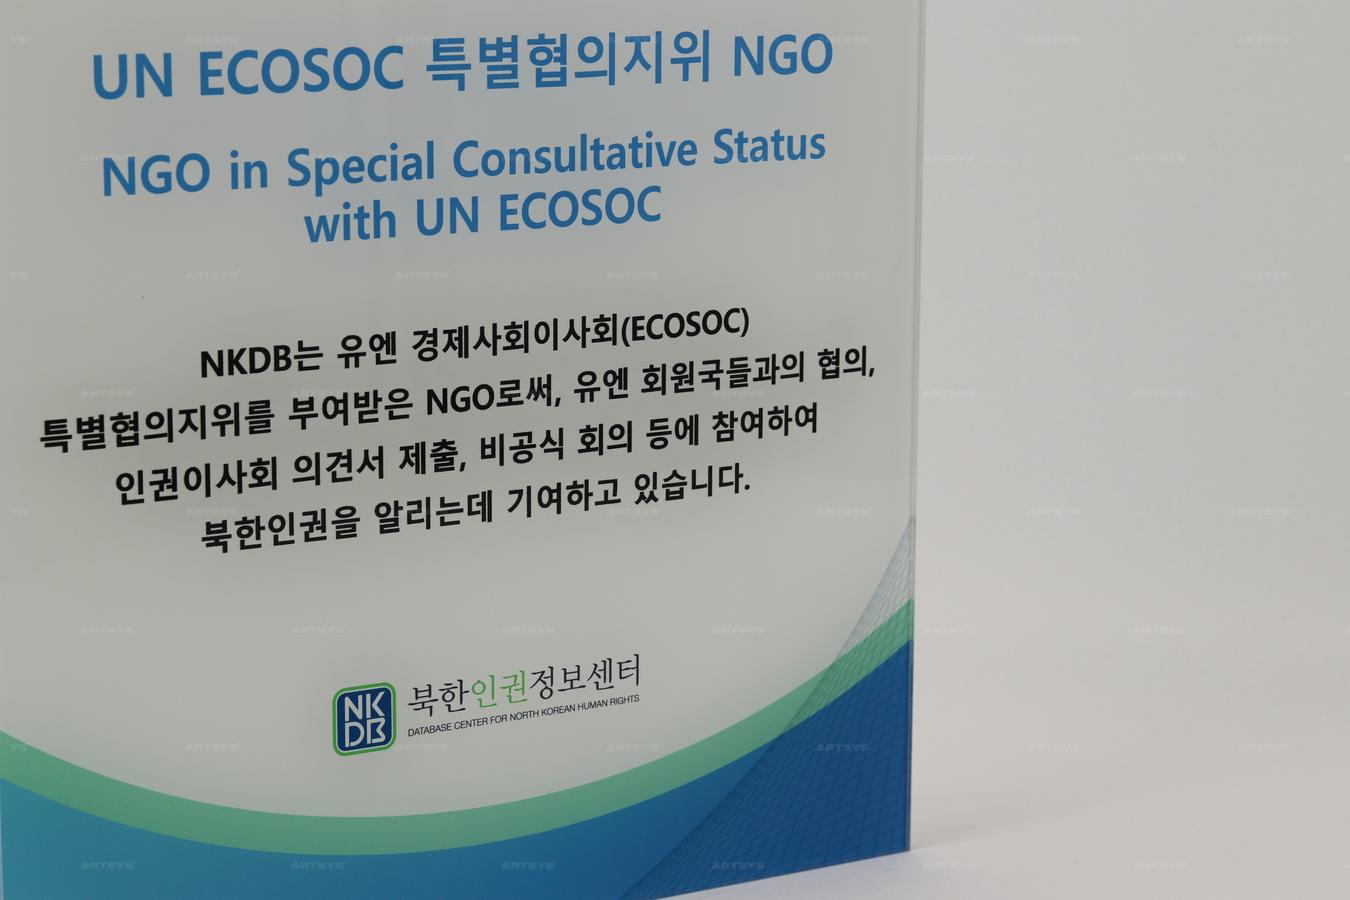 UN ECOSOC 특별협의지위 NGO
NGO in Special Consultative Status
with UN ECOSOC
NKDB는 유엔 경제사회이사회(ECOSOC)
특별협의지위를 부여받은 NGO로써, 유엔 회원국들과의 협의,
인권이사회 의견서 제출, 비공식 회의 등에 참여하여
북한인권을 알리는데 기여하고 있습니다.
NK
DB
북한인권정보센터
DATABASE CENTER FOR NORTH KOREAN HUMAN RIGHTS
ARTSYS